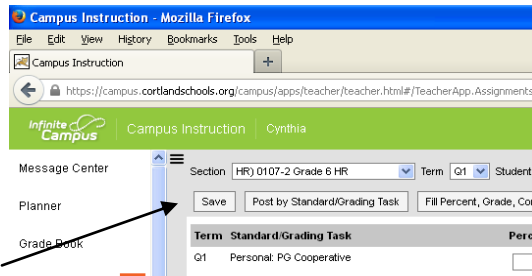 Campus Instruction - Mozilla Firefox
File Edit View History Bookmarks Tools Help
Campus Instruction +
https://campus.cortlandschools.org/campus/apps/teacher/teacher.html#/TeacherApp.Assignments
Infinite Campus Campus Instruction Cynthia
Message Center
Section HR) 0107-2 Grade 6 HR Term Q1 Student
Planner
Save Post by Standard/Grading Task Fill Percent, Grade, Co
Grade Book
Term Standard/Grading Task Perc
Q1 Personal: PG Cooperative